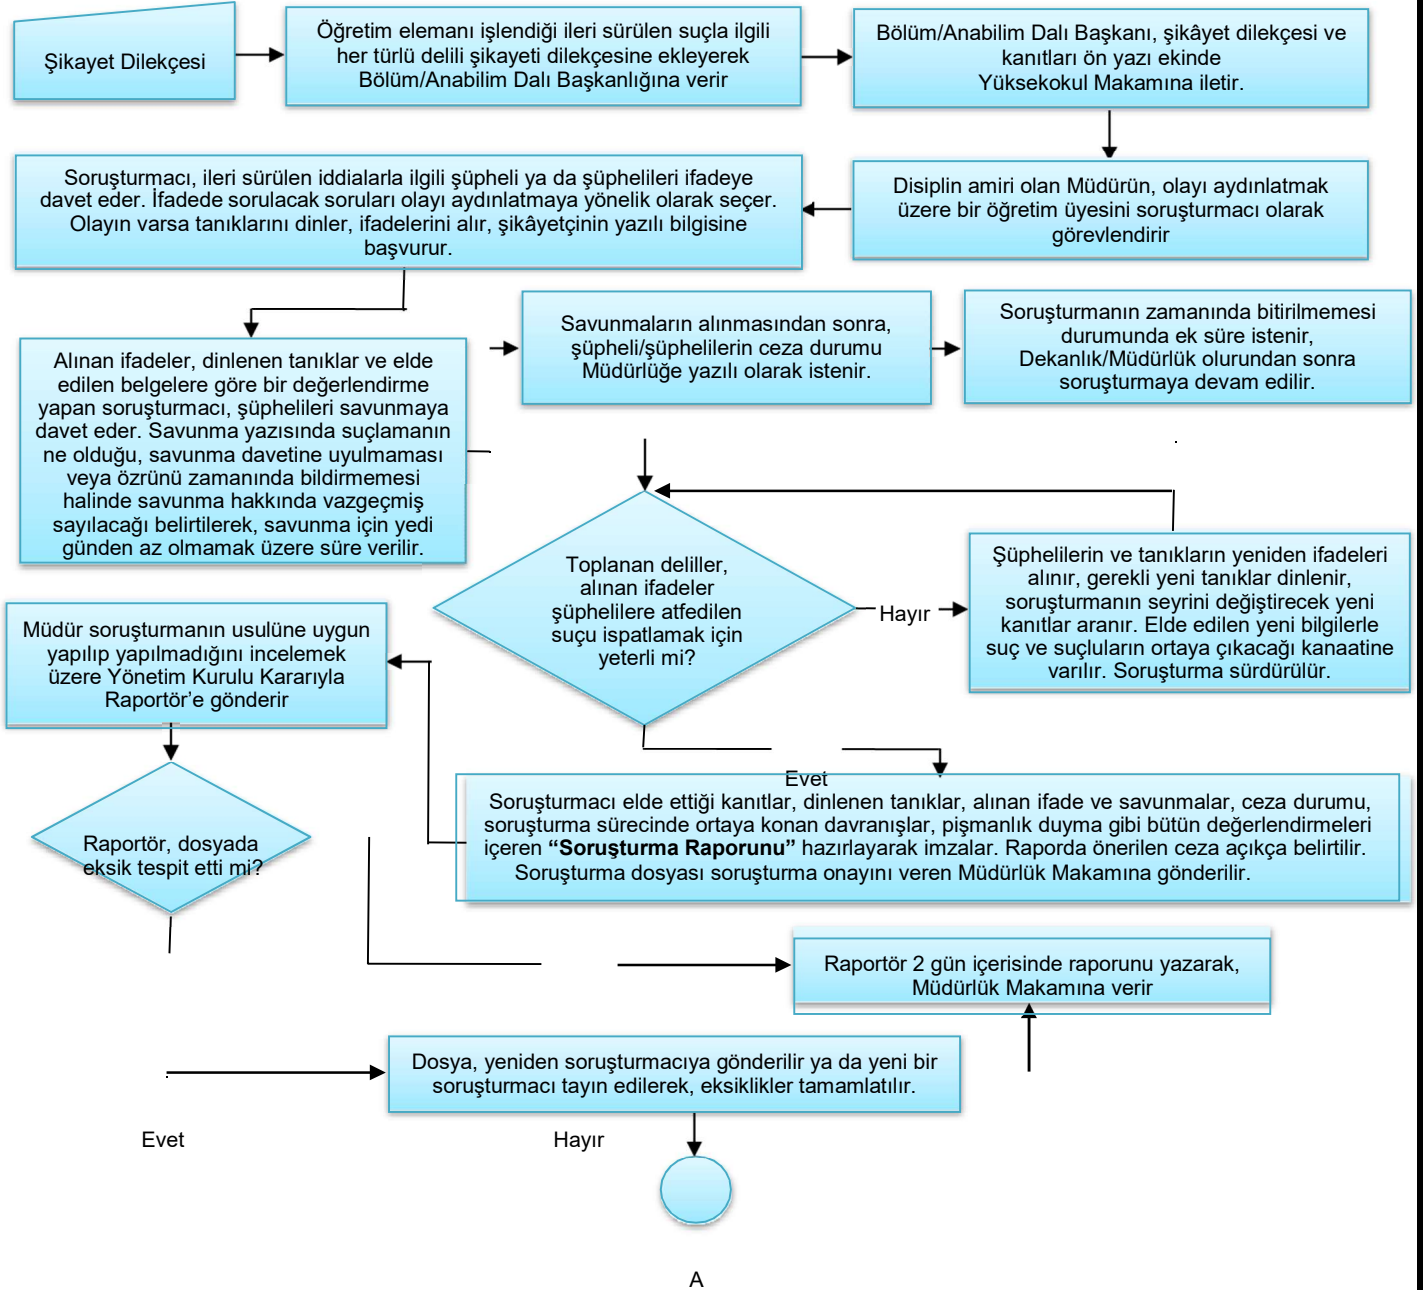 Şikayet Dilekçesi
Öğretim elemanı işlendiği ileri sürülen suçla ilgili
her türlü delili şikayeti dilekçesine ekleyerek
Bölüm/Anabilim Dalı Başkanlığına verir
Bölüm/Anabilim Dalı Başkanı, şikâyet dilekçesi ve
kanıtları ön yazı ekinde
Yüksekokul Makamına iletir.
Disiplin amiri olan Müdürün, olayı aydınlatmak
üzere bir öğretim üyesini soruşturmacı olarak
görevlendirir
Soruşturmacı, ileri sürülen iddialarla ilgili şüpheli ya da şüphelileri ifadeye
davet eder. İfadede sorulacak soruları olayı aydınlatmaya yönelik olarak seçer.
Olayın varsa tanıklarını dinler, ifadelerini alır, şikâyetçinin yazılı bilgisine
başvurur.
Alınan ifadeler, dinlenen tanıklar ve elde
edilen belgelere göre bir değerlendirme
yapan soruşturmacı, şüphelileri savunmaya
davet eder. Savunma yazısında suçlamanın
ne olduğu, savunma davetine uyulmaması
veya özrünü zamanında bildirmemesi
halinde savunma hakkında vazgeçmiş
sayılacağı belirtilerek, savunma için yedi
günden az olmamak üzere süre verilir.
Savunmaların alınmasından sonra,
şüpheli/şüphelilerin ceza durumu
Müdürlüğe yazılı olarak istenir.
Soruşturmanın zamanında bitirilmemesi
durumunda ek süre istenir,
Dekanlık/Müdürlük olurundan sonra
soruşturmaya devam edilir.
Toplanan deliller,
alınan ifadeler
şüphelilere atfedilen
suçu ispatlamak için
yeterli mi?
Hayır
Şüphelilerin ve tanıkların yeniden ifadeleri
alınır, gerekli yeni tanıklar dinlenir,
soruşturmanın seyrini değiştirecek yeni
kanıtlar aranır. Elde edilen yeni bilgilerle
suç ve suçluların ortaya çıkacağı kanaatine
varılır. Soruşturma sürdürülür.
Evet
Soruşturmacı elde ettiği kanıtlar, dinlenen tanıklar, alınan ifade ve savunmalar, ceza durumu,
soruşturma sürecinde ortaya konan davranışlar, pişmanlık duyma gibi bütün değerlendirmeleri
içeren “Soruşturma Raporunu” hazırlayarak imzalar. Raporda önerilen ceza açıkça belirtilir.
Soruşturma dosyası soruşturma onayını veren Müdürlük Makamına gönderilir.
Müdür soruşturmanın usulüne uygun
yapılıp yapılmadığını incelemek
üzere Yönetim Kurulu Kararıyla
Raportör’e gönderir
Raportör, dosyada
eksik tespit etti mi?
Raportör 2 gün içerisinde raporunu yazarak,
Müdürlük Makamına verir
Dosya, yeniden soruşturmacıya gönderilir ya da yeni bir
soruşturmacı tayin edilerek, eksiklikler tamamlatılır.
Evet
Hayır
A